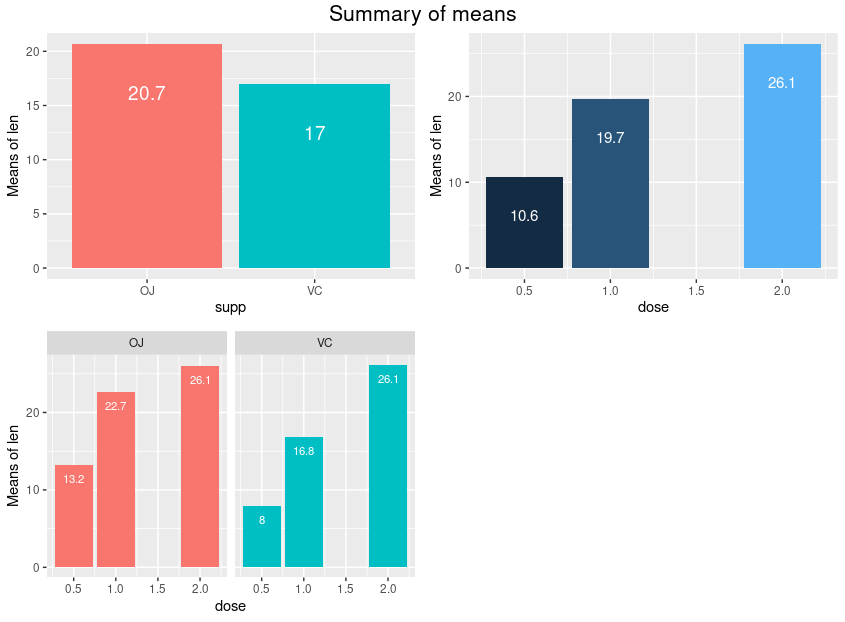 Summary of means
Means of len
20
15
10
5
0
20.7
17
OJ VC
supp
Means of len
20
10
0
10.6
19.7
26.1
0.5 1.0 1.5 2.0
dose
OJ VC
Means of len
20
10
0
13.2
22.7
26.1
8
16.8
26.1
0.5 1.0 1.5 2.0 0.5 1.0 1.5 2.0
dose